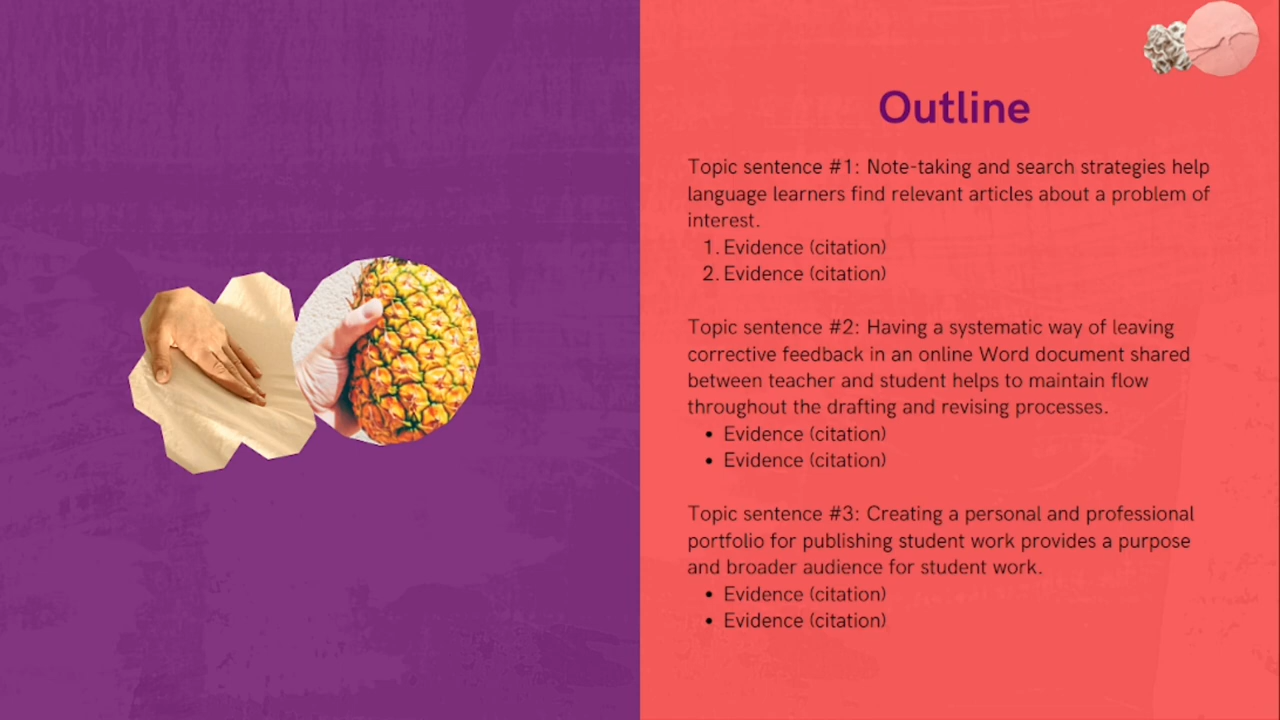 Outline
Topic sentence #1: Note-taking and search strategies help
language learners find relevant articles about a problem of
interest.
1. Evidence (citation)
2. Evidence (citation)
Topic sentence #2: Having a systematic way of leaving
corrective feedback in an online Word document shared
between teacher and student helps to maintain flow
throughout the drafting and revising processes.
• Evidence (citation)
• Evidence (citation)
Topic sentence #3: Creating a personal and professional
portfolio for publishing student work provides a purpose
and broader audience for student work.
• Evidence (citation)
• Evidence (citation)